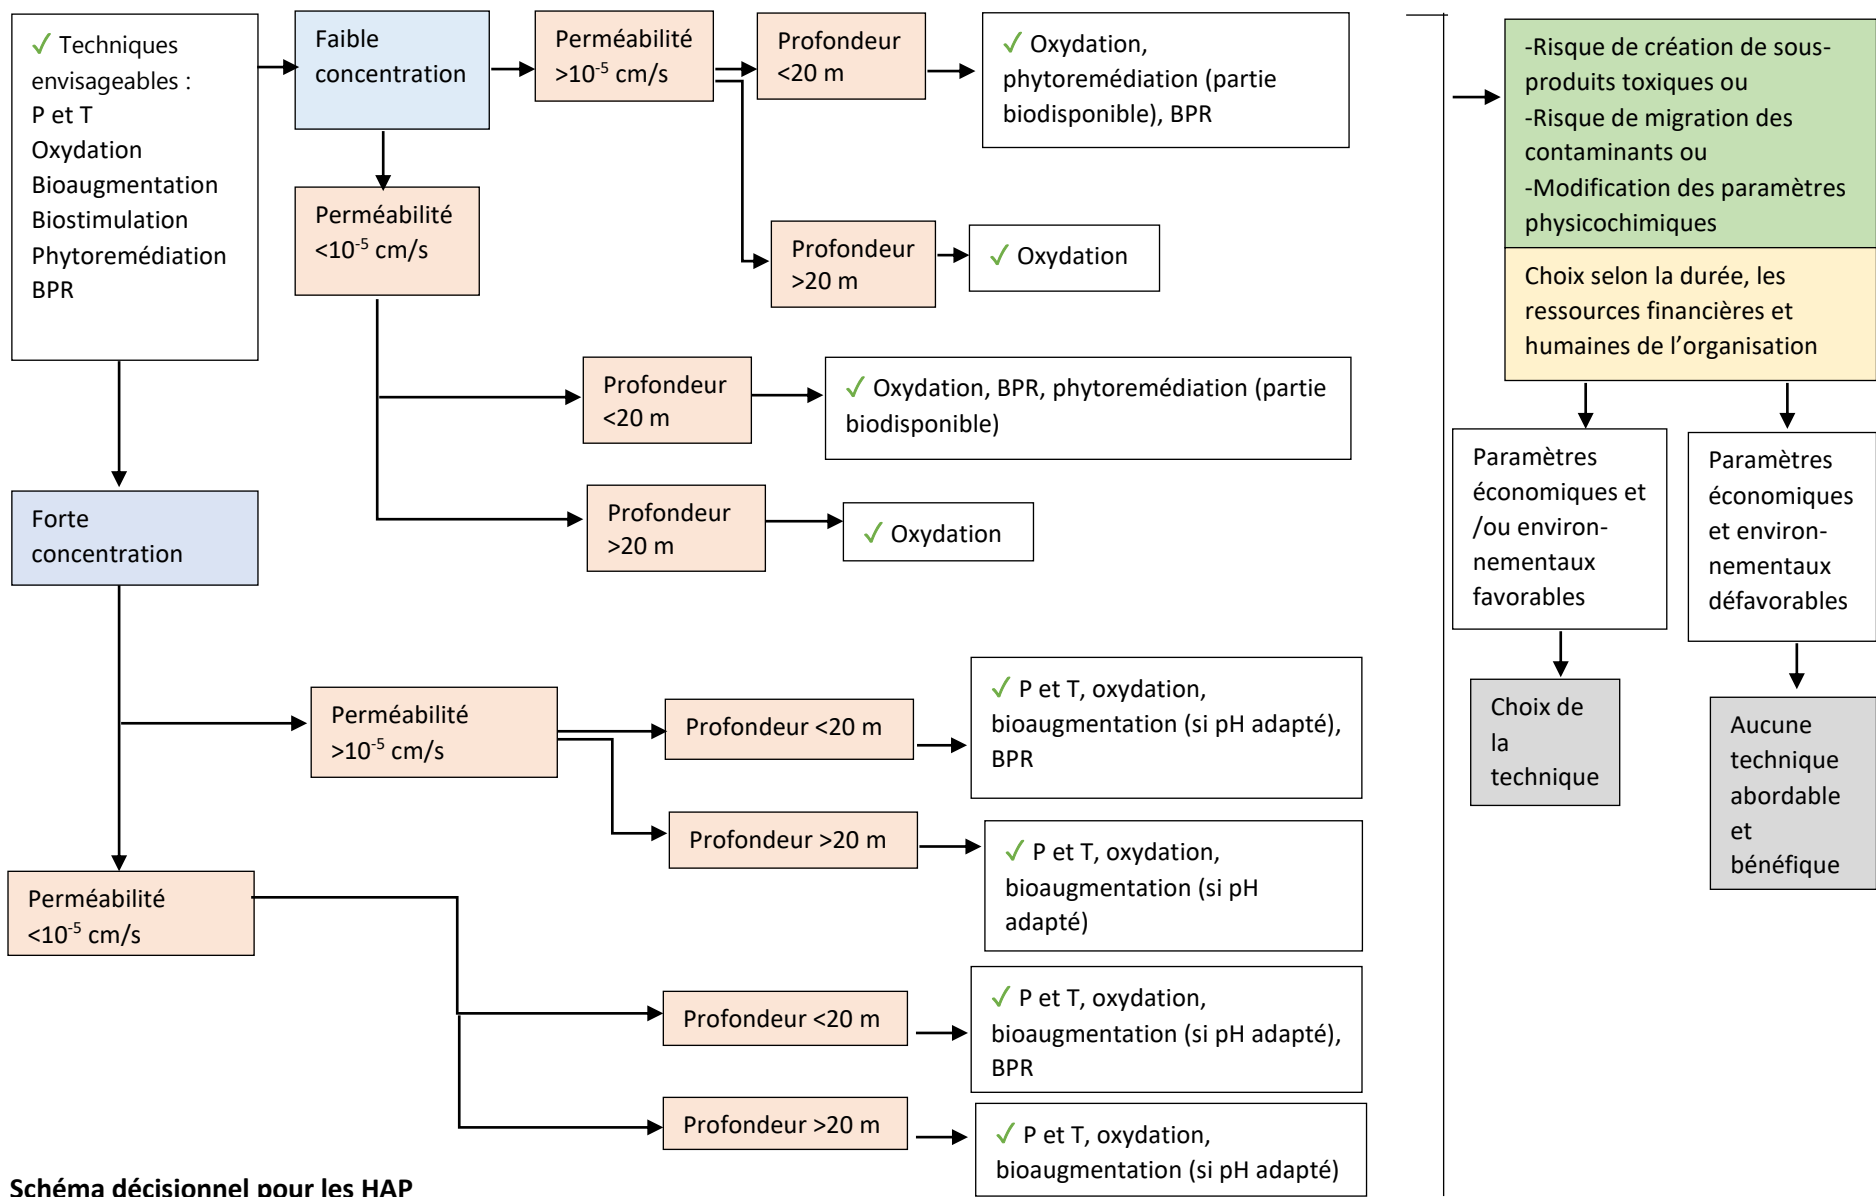 ✓ Techniques
envisageables :
P et T
Oxydation
Bioaugmentation
Biostimulation
Phytoremédiation
BPR
Faible
concentration
Perméabilité
>10⁻⁵ cm/s
Profondeur
<20 m
✓ Oxydation,
phytoremédiation (partie
biodisponible), BPR
Profondeur
>20 m
✓ Oxydation
Perméabilité
<10⁻⁵ cm/s
Profondeur
<20 m
✓ Oxydation, BPR, phytoremédiation (partie
biodisponible)
Profondeur
>20 m
✓ Oxydation
Forte
concentration
Perméabilité
>10⁻⁵ cm/s
Profondeur <20 m
✓ P et T, oxydation,
bioaugmentation (si pH adapté),
BPR
Profondeur >20 m
✓ P et T, oxydation,
bioaugmentation (si pH
adapté)
Perméabilité
<10⁻⁵ cm/s
Profondeur <20 m
✓ P et T, oxydation,
bioaugmentation (si pH adapté),
BPR
Profondeur >20 m
✓ P et T, oxydation,
bioaugmentation (si pH adapté)
-Risque de création de sous-
produits toxiques ou
-Risque de migration des
contaminants ou
-Modification des paramètres
physicochimiques
Choix selon la durée, les
ressources financières et
humaines de l'organisation
Paramètres
économiques et
/ou environ-
nementaux
favorables
Choix de
la
technique
Paramètres
économiques
et environ-
nementaux
défavorables
Aucune
technique
abordable
et
bénéfique
Schéma décisionnel pour les HAP